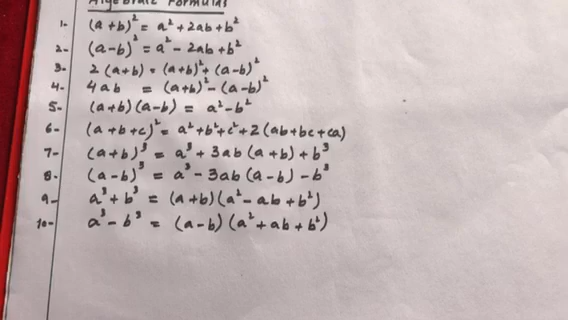 Algebraic Formulas
1- (a+b)² = a² + 2ab + b²
2- (a-b)² = a² - 2ab + b²
3- 2(a+b) = (a+b)² + (a-b)²
4- 4ab = (a+b)² - (a-b)²
5- (a+b)(a-b) = a² - b²
6- (a+b+c)² = a² + b² + c² + 2(ab+bc+ca)
7- (a+b)³ = a³ + 3ab(a+b) + b³
8- (a-b)³ = a³ - 3ab(a-b) - b³
9- a³ + b³ = (a+b)(a² - ab + b²)
10- a³ - b³ = (a-b)(a² + ab + b²)